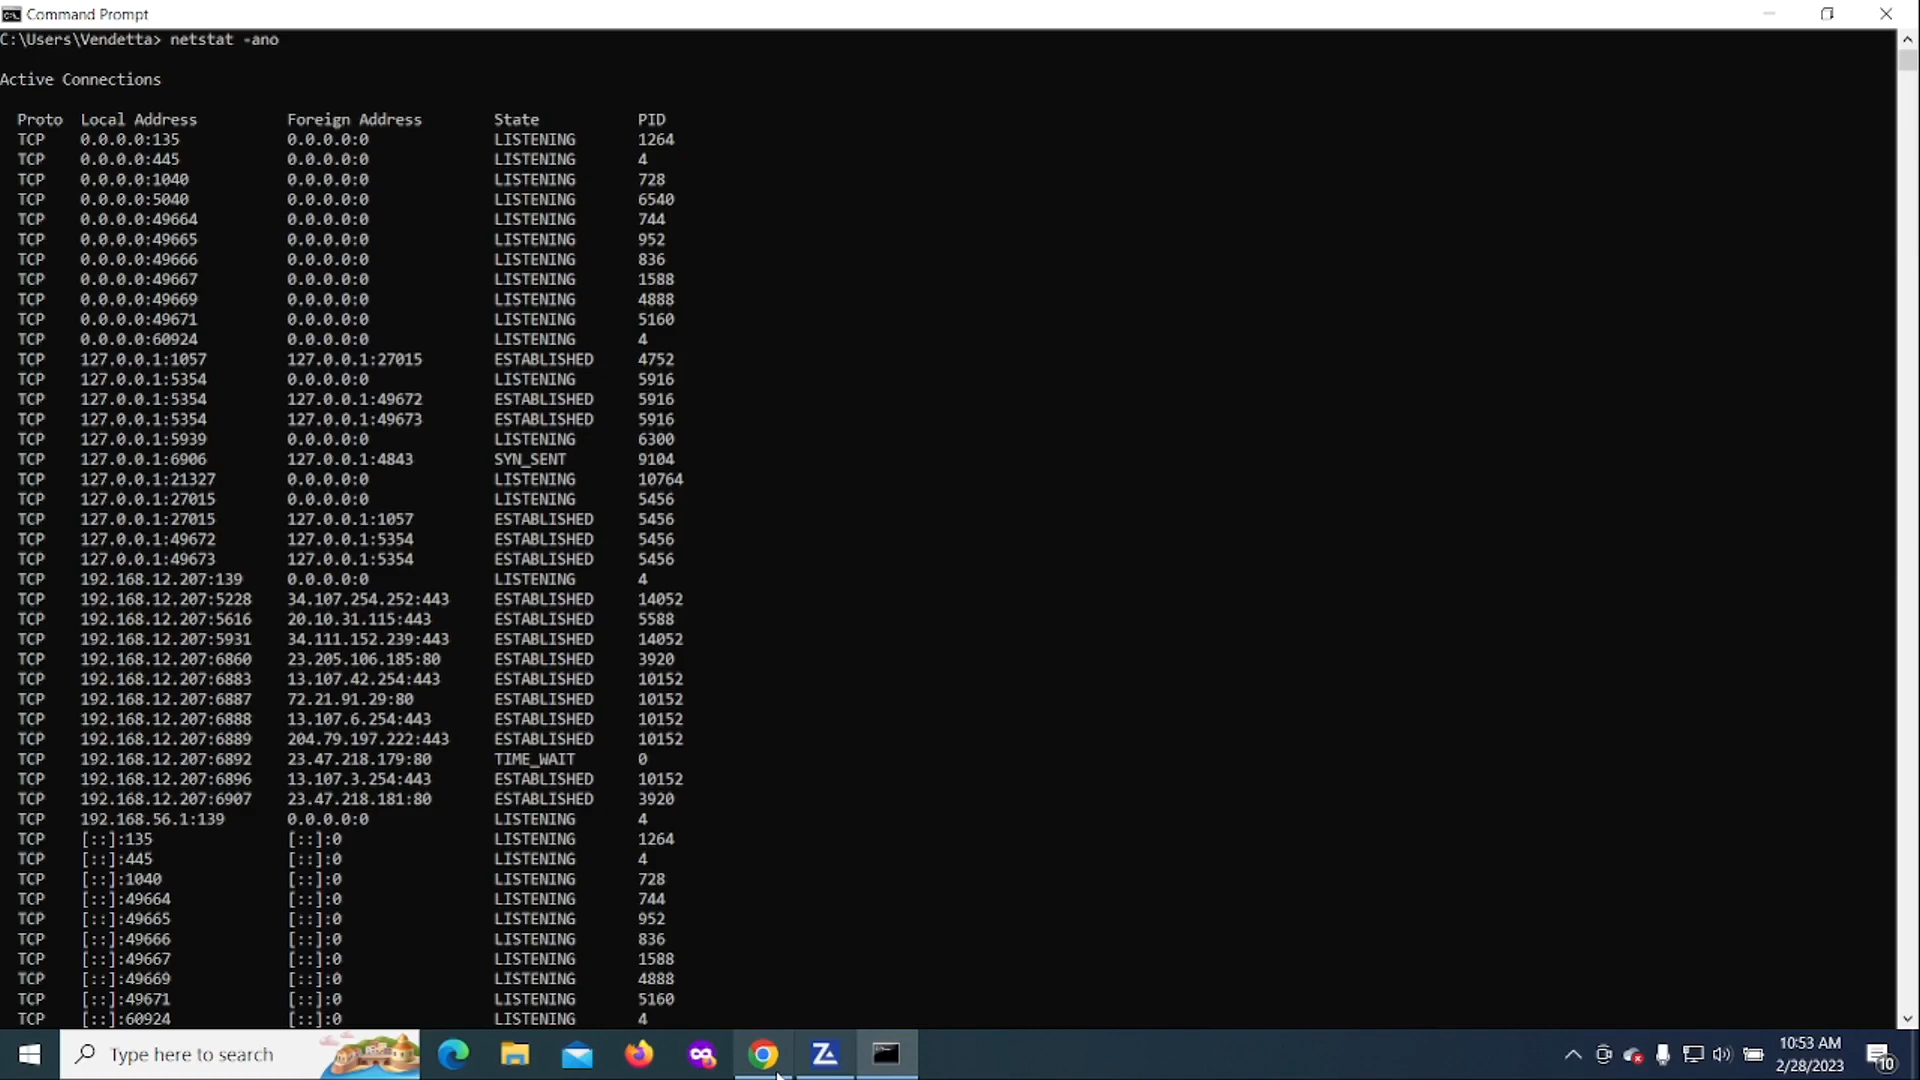 Command Prompt
C:\Users\Vendetta> netstat -ano
Active Connections
Proto Local Address Foreign Address State PID
TCP 0.0.0.0:135 0.0.0.0:0 LISTENING 1264
TCP 0.0.0.0:445 0.0.0.0:0 LISTENING 4
TCP 0.0.0.0:1040 0.0.0.0:0 LISTENING 728
TCP 0.0.0.0:5040 0.0.0.0:0 LISTENING 6540
TCP 0.0.0.0:49664 0.0.0.0:0 LISTENING 744
TCP 0.0.0.0:49665 0.0.0.0:0 LISTENING 952
TCP 0.0.0.0:49666 0.0.0.0:0 LISTENING 836
TCP 0.0.0.0:49667 0.0.0.0:0 LISTENING 1588
TCP 0.0.0.0:49669 0.0.0.0:0 LISTENING 4888
TCP 0.0.0.0:49671 0.0.0.0:0 LISTENING 5160
TCP 0.0.0.0:60924 0.0.0.0:0 LISTENING 4
TCP 127.0.0.1:1057 127.0.0.1:27015 ESTABLISHED 4752
TCP 127.0.0.1:5354 0.0.0.0:0 LISTENING 5916
TCP 127.0.0.1:5354 127.0.0.1:49672 ESTABLISHED 5916
TCP 127.0.0.1:5354 127.0.0.1:49673 ESTABLISHED 5916
TCP 127.0.0.1:5939 0.0.0.0:0 LISTENING 6300
TCP 127.0.0.1:6906 127.0.0.1:4843 SYN_SENT 9104
TCP 127.0.0.1:21327 0.0.0.0:0 LISTENING 10764
TCP 127.0.0.1:27015 0.0.0.0:0 LISTENING 5456
TCP 127.0.0.1:27015 127.0.0.1:1057 ESTABLISHED 5456
TCP 127.0.0.1:49672 127.0.0.1:5354 ESTABLISHED 5456
TCP 127.0.0.1:49673 127.0.0.1:5354 ESTABLISHED 5456
TCP 192.168.12.207:139 0.0.0.0:0 LISTENING 4
TCP 192.168.12.207:5228 34.107.254.252:443 ESTABLISHED 14052
TCP 192.168.12.207:5616 20.10.31.115:443 ESTABLISHED 5588
TCP 192.168.12.207:5931 34.111.152.239:443 ESTABLISHED 14052
TCP 192.168.12.207:6860 23.205.106.185:80 ESTABLISHED 3920
TCP 192.168.12.207:6883 13.107.42.254:443 ESTABLISHED 10152
TCP 192.168.12.207:6887 72.21.91.29:80 ESTABLISHED 10152
TCP 192.168.12.207:6888 13.107.6.254:443 ESTABLISHED 10152
TCP 192.168.12.207:6889 204.79.197.222:443 ESTABLISHED 10152
TCP 192.168.12.207:6892 23.47.218.179:80 TIME_WAIT 0
TCP 192.168.12.207:6896 13.107.3.254:443 ESTABLISHED 10152
TCP 192.168.12.207:6907 23.47.218.181:80 ESTABLISHED 3920
TCP 192.168.56.1:139 0.0.0.0:0 LISTENING 4
TCP [::]:135 [::]:0 LISTENING 1264
TCP [::]:445 [::]:0 LISTENING 4
TCP [::]:1040 [::]:0 LISTENING 728
TCP [::]:49664 [::]:0 LISTENING 744
TCP [::]:49665 [::]:0 LISTENING 952
TCP [::]:49666 [::]:0 LISTENING 836
TCP [::]:49667 [::]:0 LISTENING 1588
TCP [::]:49669 [::]:0 LISTENING 4888
TCP [::]:49671 [::]:0 LISTENING 5160
TCP [::]:60924 [::]:0 LISTENING 4
Type here to search
10:53 AM
2/28/2023
10